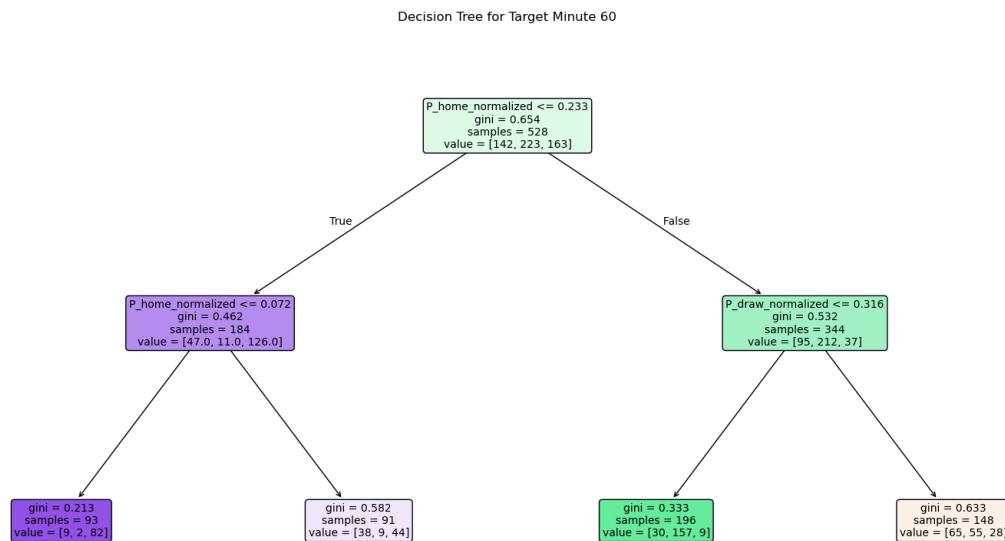 Decision Tree for Target Minute 60
P_home_normalized <= 0.233
gini = 0.654
samples = 528
value = [142, 223, 163]
True
False
P_home_normalized <= 0.072
gini = 0.462
samples = 184
value = [47.0, 11.0, 126.0]
P_draw_normalized <= 0.316
gini = 0.532
samples = 344
value = [95, 212, 37]
gini = 0.213
samples = 93
value = [9, 2, 82]
gini = 0.582
samples = 91
value = [38, 9, 44]
gini = 0.333
samples = 196
value = [30, 157, 9]
gini = 0.633
samples = 148
value = [65, 55, 28]